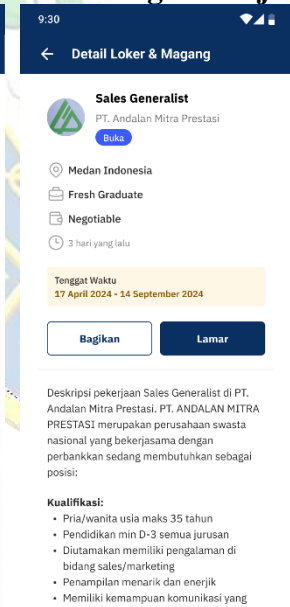 9:30
Detail Loker & Magang
Sales Generalist
PT. Andalan Mitra Prestasi
Buka
Medan Indonesia
Fresh Graduate
Negotiable
3 hari yang lalu
Tenggat Waktu
17 April 2024 - 14 September 2024
Bagikan
Lamar
Deskripsi pekerjaan Sales Generalist di PT.
Andalan Mitra Prestasi. PT. ANDALAN MITRA
PRESTASI merupakan perusahaan swasta
nasional yang bekerjasama dengan
perbankkan sedang membutuhkan sebagai
posisi:
Kualifikasi:
• Pria/wanita usia maks 35 tahun
• Pendidikan min D-3 semua jurusan
• Diutamakan memiliki pengalaman di
bidang sales/marketing
• Penampilan menarik dan enerjik
• Memiliki kemampuan komunikasi yang